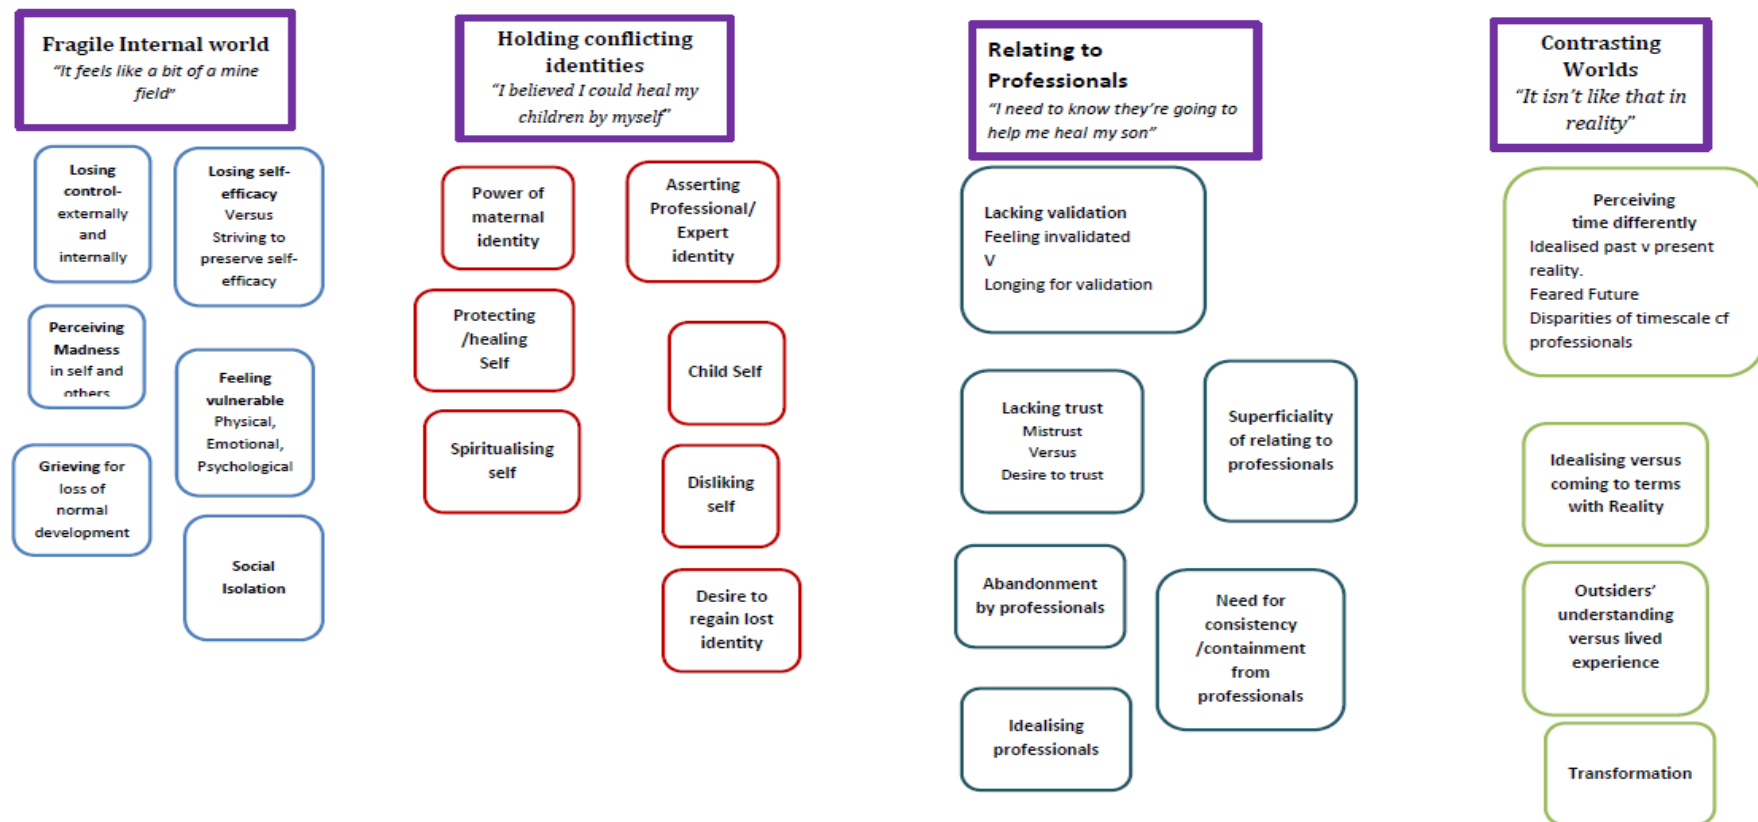 Fragile Internal world
"It feels like a bit of a mine
field"
Losing
control-
externally
and
internally
Losing self-
efficacy
Versus
Striving to
preserve self-
efficacy
Perceiving
Madness
in self and
others
Feeling
vulnerable
Physical,
Emotional,
Psychological
Grieving for
loss of
normal
development
Social
Isolation
Holding conflicting
identities
"I believed I could heal my
children by myself"
Power of
maternal
identity
Asserting
Professional/
Expert
identity
Protecting
/healing
Self
Child Self
Spiritualising
self
Disliking
self
Desire to
regain lost
identity
Relating to
Professionals
"I need to know they're going to
help me heal my son"
Lacking validation
Feeling invalidated
V
Longing for validation
Lacking trust
Mistrust
Versus
Desire to trust
Superficiality
of relating to
professionals
Abandonment
by professionals
Need for
consistency
/containment
from
professionals
Idealising
professionals
Contrasting
Worlds
"It isn't like that in
reality"
Perceiving
time differently
Idealised past v present
reality.
Feared Future
Disparities of timescale cf
professionals
Idealising versus
coming to terms
with Reality
Outsiders'
understanding
versus lived
experience
Transformation